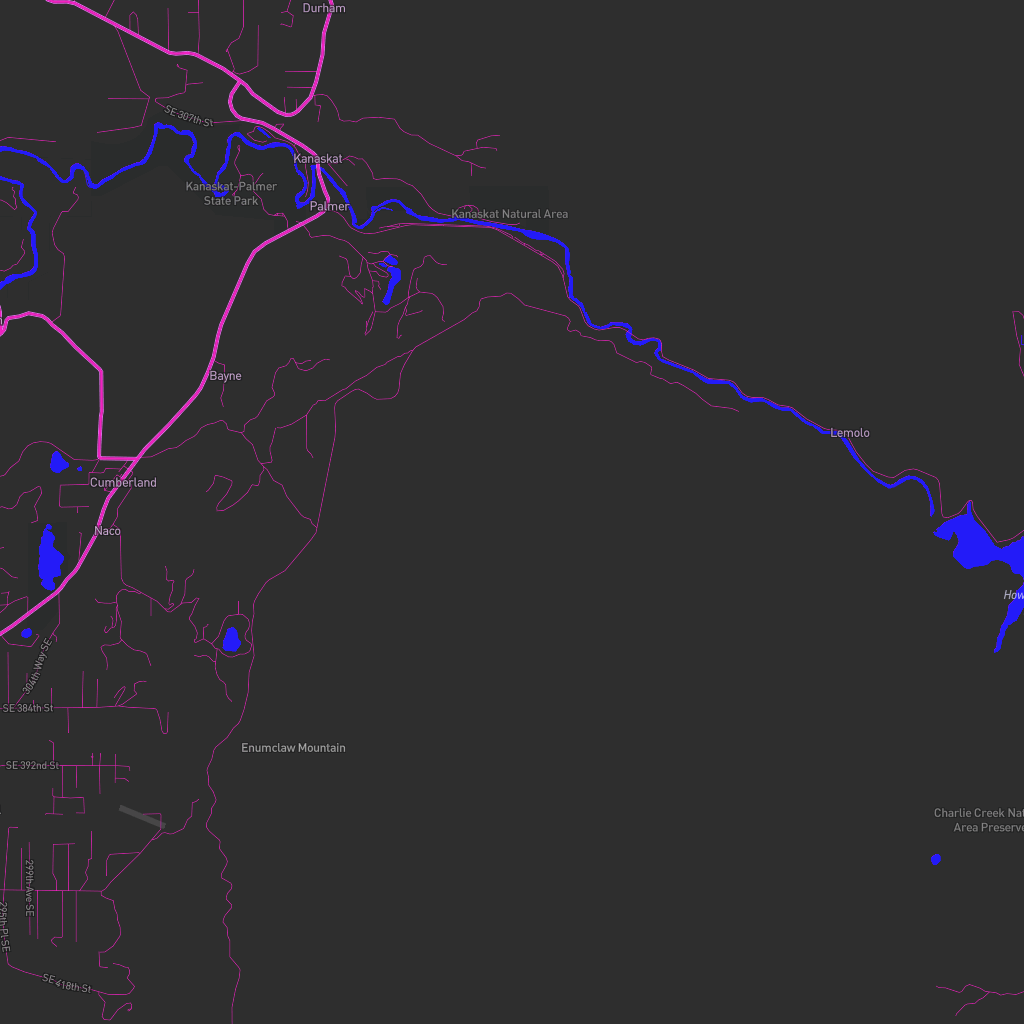 Durham
SE 307th St
Kanaskat
Kanaskat-Palmer
State Park
Palmer
Kanaskat Natural Area
Bayne
Lemolo
Cumberland
Naco
How
304th Way SE
SE 384th St
Enumclaw Mountain
SE 392nd St
Charlie Creek Nat
Area Preserve
299th Ave SE
295th Pl SE
SE 418th St